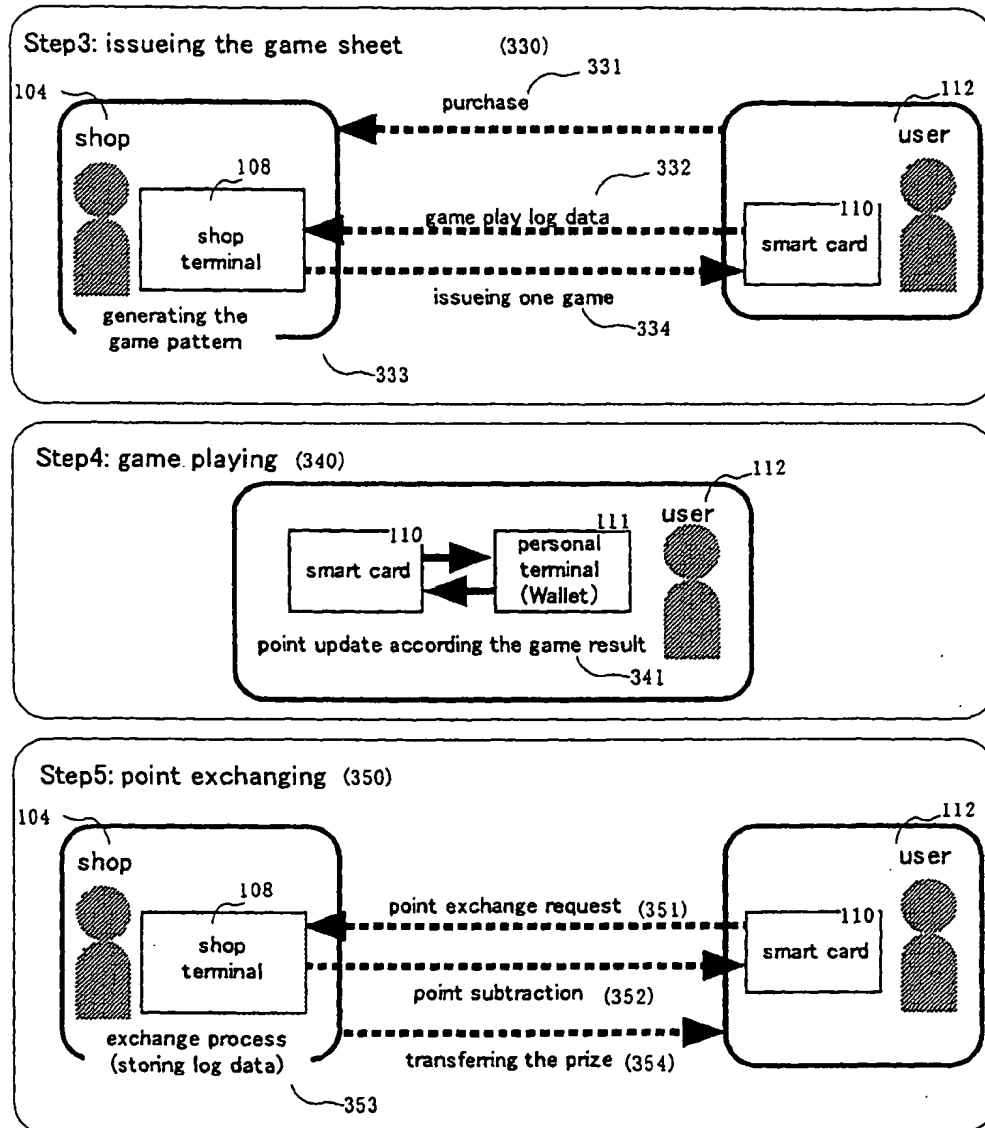 Step3: issueing the game sheet (330)
331
104
purchase
112
shop
user
108
332
110
game play log data
shop
terminal
smart card
issueing one game
334
generating the
game pattern
333
Step4: game playing (340)
112
user
110
111
smart card
personal
terminal
(Wallet)
point update according the game result
341
Step5: point exchanging (350)
104
112
shop
user
108
point exchange request (351)
110
shop
terminal
smart card
point subtraction (352)
exchange process
(storing log data)
transferring the prize (354)
353